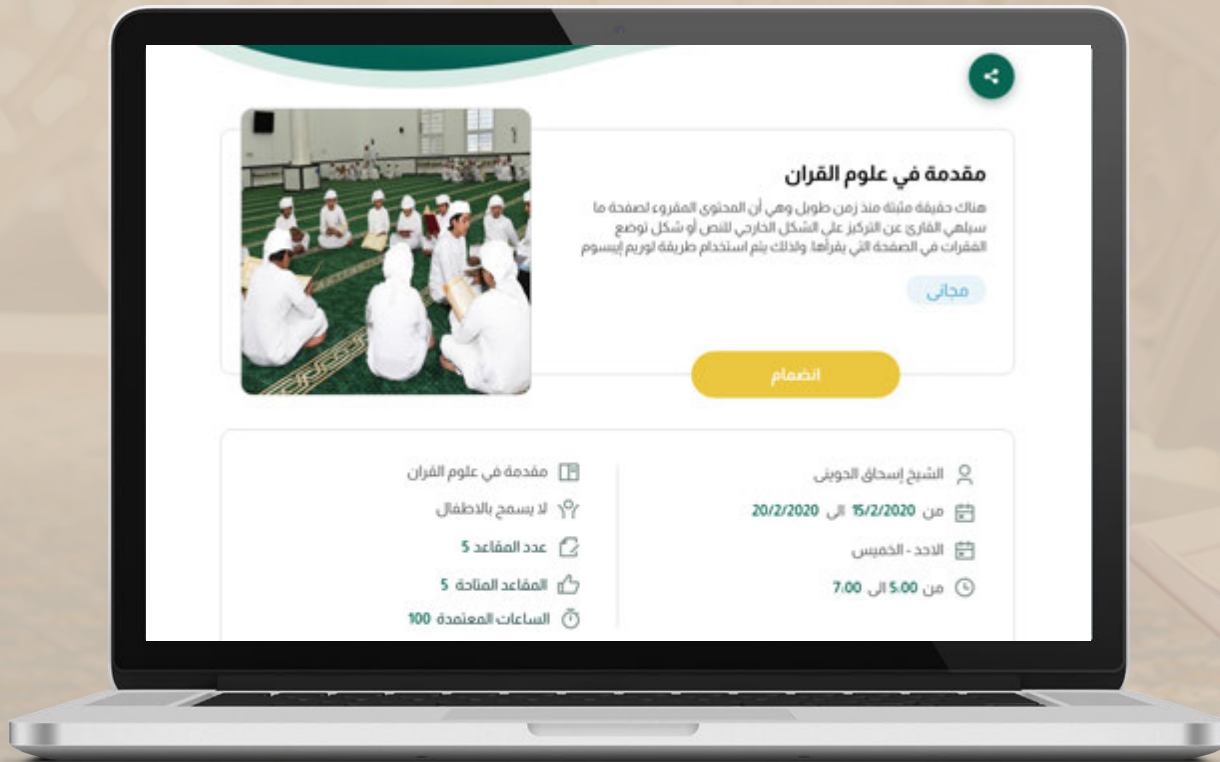 مقدمة في علوم القران
هناك حقيقة مثبتة منذ زمن طويل وهي أن المحتوى المقروء لصفحة ما
سيلهي القارئ عن التركيز على الشكل الخارجي للنص أو شكل توضع
الفقرات في الصفحة التي يقرأها. ولذلك يتم استخدام طريقة لوريم إيبسوم
مجانى
انضمام
الشيخ إسحاق الحوينى
من 15/2/2020 الى 20/2/2020
الاحد - الخميس
من 5:00 الى 7:00
مقدمة في علوم القران
لا يسمح بالاطفال
عدد المقاعد 5
المقاعد المتاحة 5
الساعات المعتمدة 100